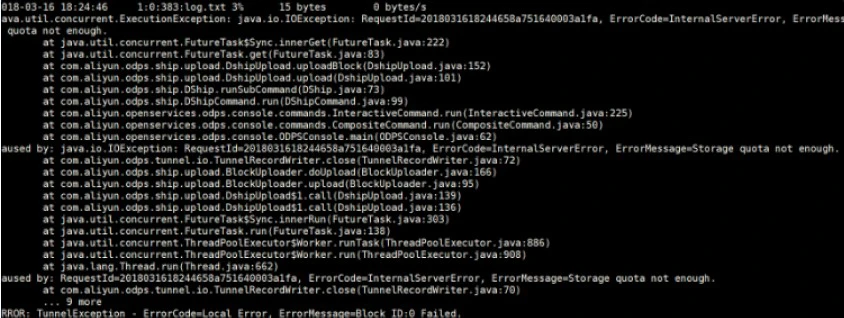 018-03-16 18:24:46 1:0:383:log.txt 3% 15 bytes 0 bytes/s
ava.util.concurrent.ExecutionException: java.io.IOException: RequestId=2018031618244658a751640003a1fa, ErrorCode=InternalServerError, ErrorMess
quota not enough.
at java.util.concurrent.FutureTask$Sync.innerGet(FutureTask.java:222)
at java.util.concurrent.FutureTask.get(FutureTask.java:83)
at com.aliyun.odps.ship.upload.DshipUpload.uploadBlock(DshipUpload.java:152)
at com.aliyun.odps.ship.upload.DshipUpload.upload(DshipUpload.java:101)
at com.aliyun.odps.ship.DShip.runSubCommand(DShip.java:73)
at com.aliyun.odps.ship.DShipCommand.run(DShipCommand.java:99)
at com.aliyun.openservices.odps.console.commands.InteractiveCommand.run(InteractiveCommand.java:225)
at com.aliyun.openservices.odps.console.commands.CompositeCommand.run(CompositeCommand.java:50)
at com.aliyun.openservices.odps.console.ODPSConsole.main(ODPSConsole.java:62)
aused by: java.io.IOException: RequestId=2018031618244658a751640003a1fa, ErrorCode=InternalServerError, ErrorMessage=Storage quota not enough.
at com.aliyun.odps.tunnel.io.TunnelRecordWriter.close(TunnelRecordWriter.java:72)
at com.aliyun.odps.ship.upload.BlockUploader.doUpload(BlockUploader.java:166)
at com.aliyun.odps.ship.upload.BlockUploader.upload(BlockUploader.java:95)
at com.aliyun.odps.ship.upload.DshipUpload$1.call(DshipUpload.java:139)
at com.aliyun.odps.ship.upload.DshipUpload$1.call(DshipUpload.java:136)
at java.util.concurrent.FutureTask$Sync.innerRun(FutureTask.java:303)
at java.util.concurrent.FutureTask.run(FutureTask.java:138)
at java.util.concurrent.ThreadPoolExecutor$Worker.runTask(ThreadPoolExecutor.java:886)
at java.util.concurrent.ThreadPoolExecutor$Worker.run(ThreadPoolExecutor.java:908)
at java.lang.Thread.run(Thread.java:662)
aused by: RequestId=2018031618244658a751640003a1fa, ErrorCode=InternalServerError, ErrorMessage=Storage quota not enough.
at com.aliyun.odps.tunnel.io.TunnelRecordWriter.close(TunnelRecordWriter.java:70)
... 9 more
RROR: TunnelException - ErrorCode=Local Error, ErrorMessage=Block ID:0 Failed.